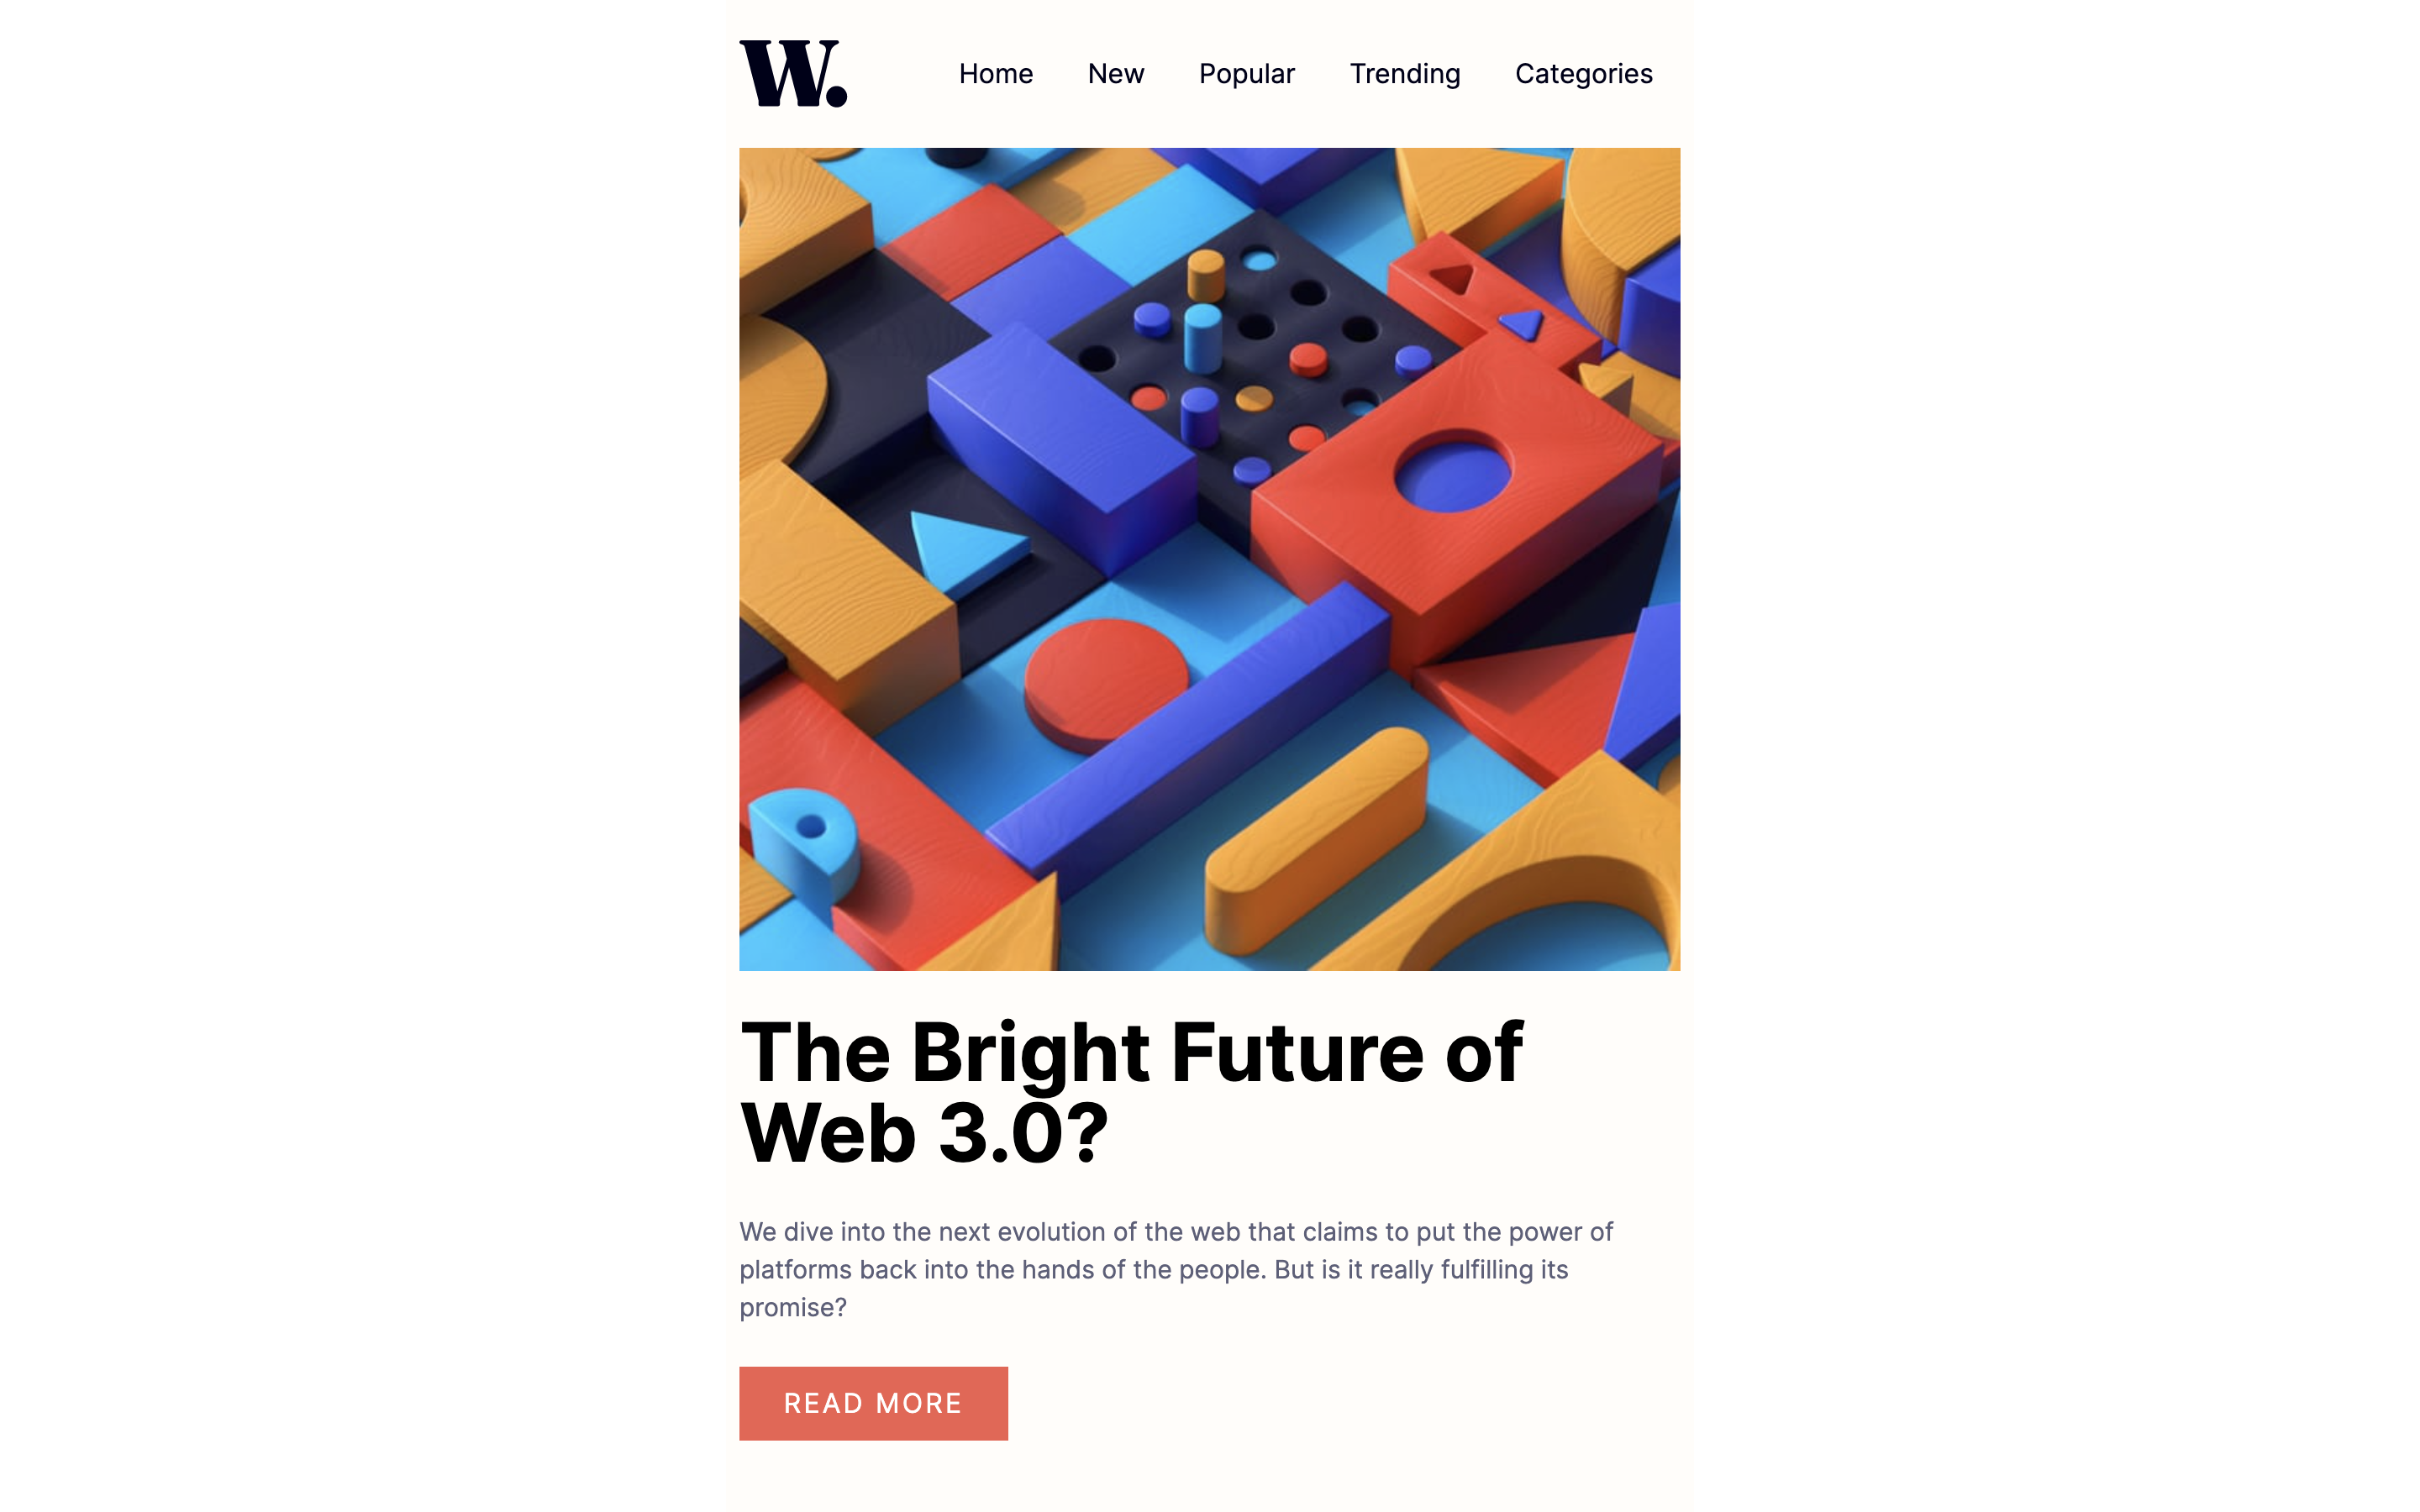 W.
Home New Popular Trending Categories
The Bright Future of
Web 3.0?
We dive into the next evolution of the web that claims to put the power of
platforms back into the hands of the people. But is it really fulfilling its
promise?
READ MORE